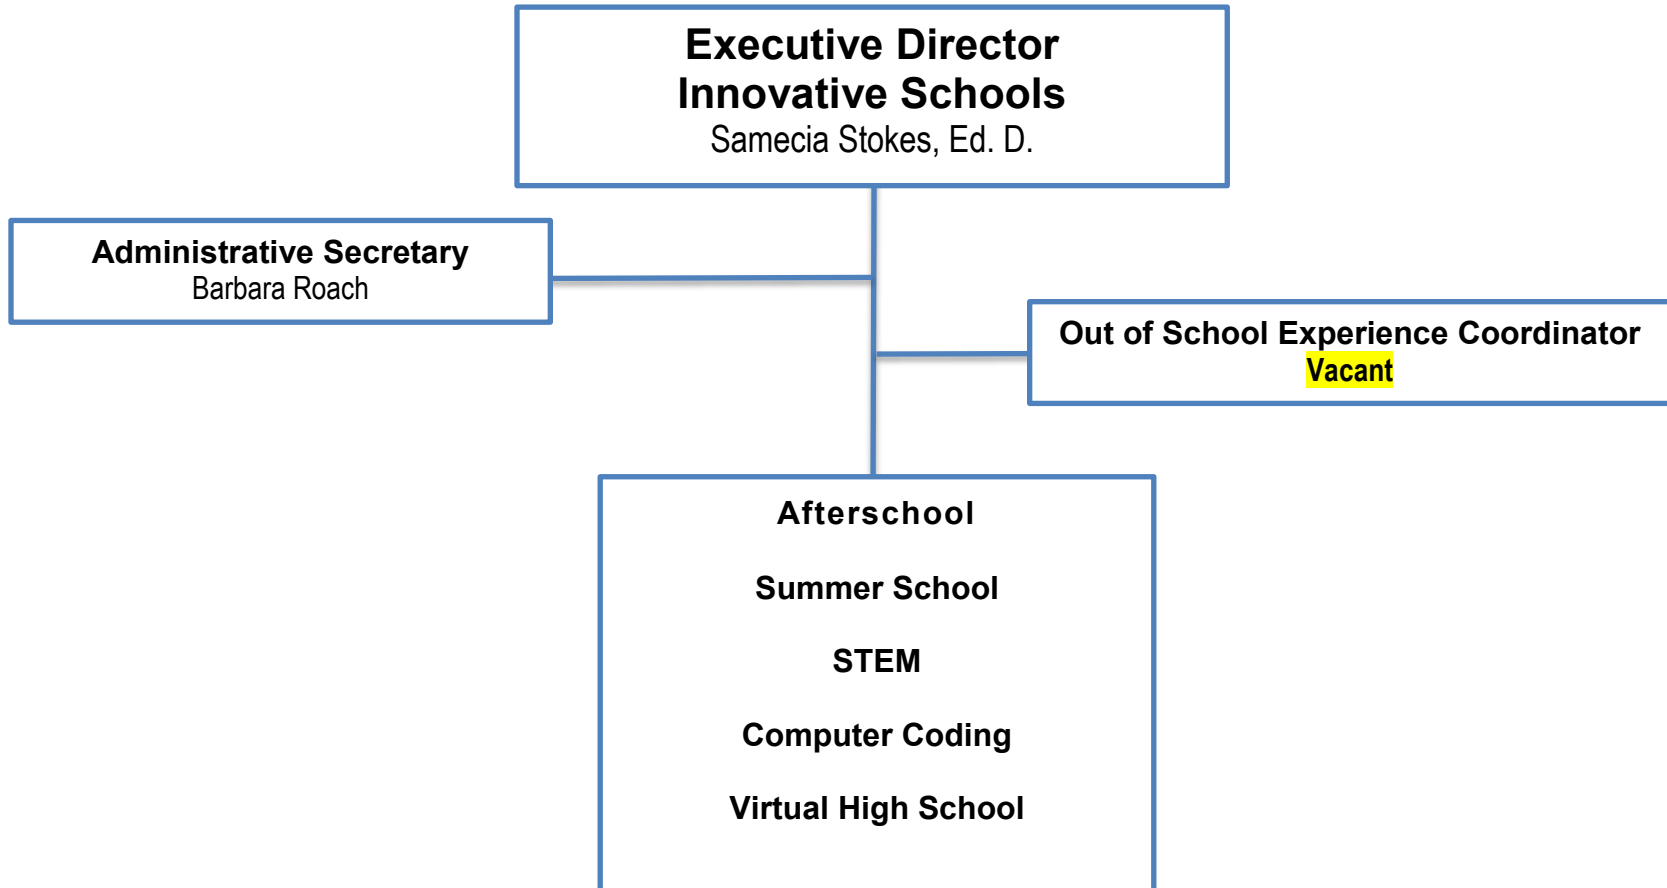 Executive Director
Innovative Schools
Samecia Stokes, Ed. D.
Administrative Secretary
Barbara Roach
Out of School Experience Coordinator
Vacant
Afterschool
Summer School
STEM
Computer Coding
Virtual High School